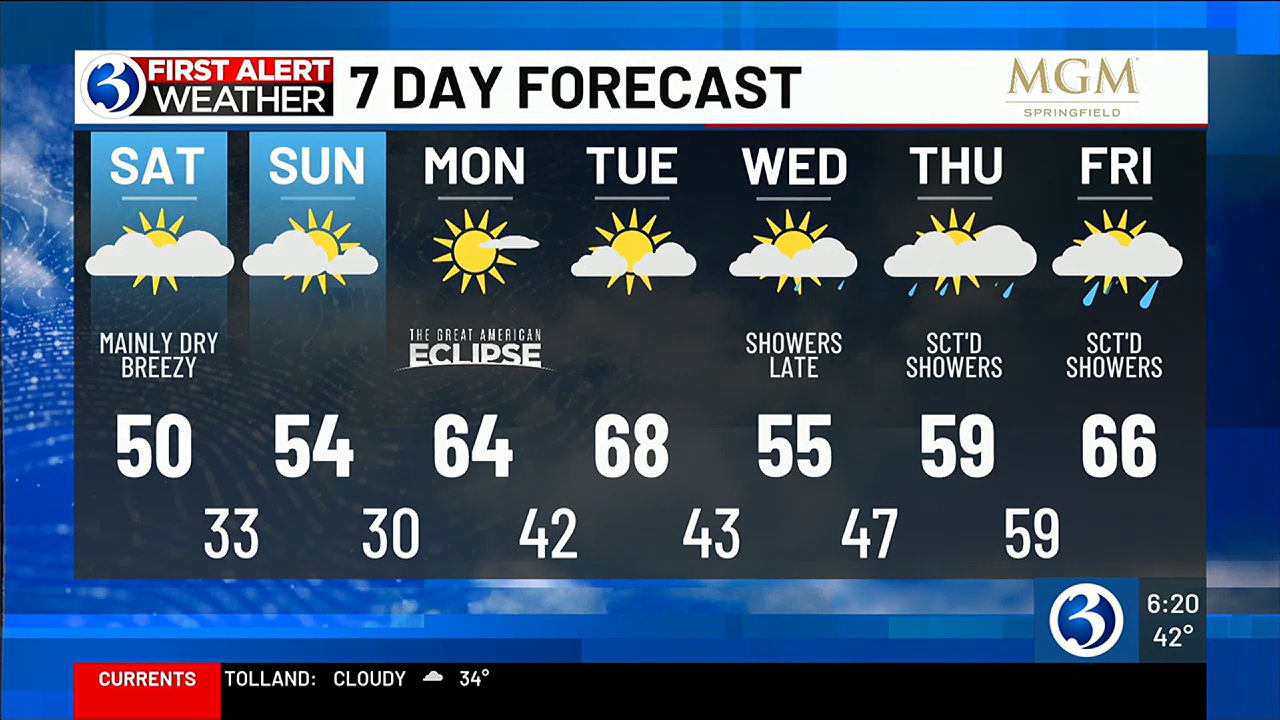 3 FIRST ALERT
WEATHER
7 DAY FORECAST
MGM
SPRINGFIELD
SAT SUN MON TUE WED THU FRI
MAINLY DRY
BREEZY
THE GREAT AMERICAN
ECLIPSE
SHOWERS
LATE
SCT'D
SHOWERS
SCT'D
SHOWERS
50 54 64 68 55 59 66
33 30 42 43 47 59
3
6:20
42°
CURRENTS TOLLAND: CLOUDY 34°